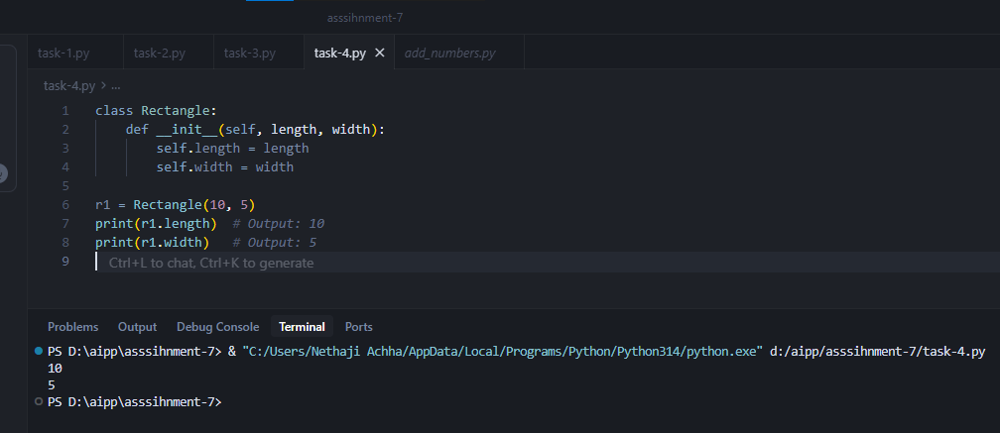 asssihnment-7
task-1.py task-2.py task-3.py task-4.py × add_numbers.py
task-4.py > ...
1 class Rectangle:
2     def __init__(self, length, width):
3         self.length = length
4         self.width = width
5
6 r1 = Rectangle(10, 5)
7 print(r1.length)  # Output: 10
8 print(r1.width)   # Output: 5
9 Ctrl+L to chat, Ctrl+K to generate
Problems Output Debug Console Terminal Ports
PS D:\aipp\asssihnment-7> & "C:/Users/Nethaji Achha/AppData/Local/Programs/Python/Python314/python.exe" d:/aipp/asssihnment-7/task-4.py
10
5
PS D:\aipp\asssihnment-7>